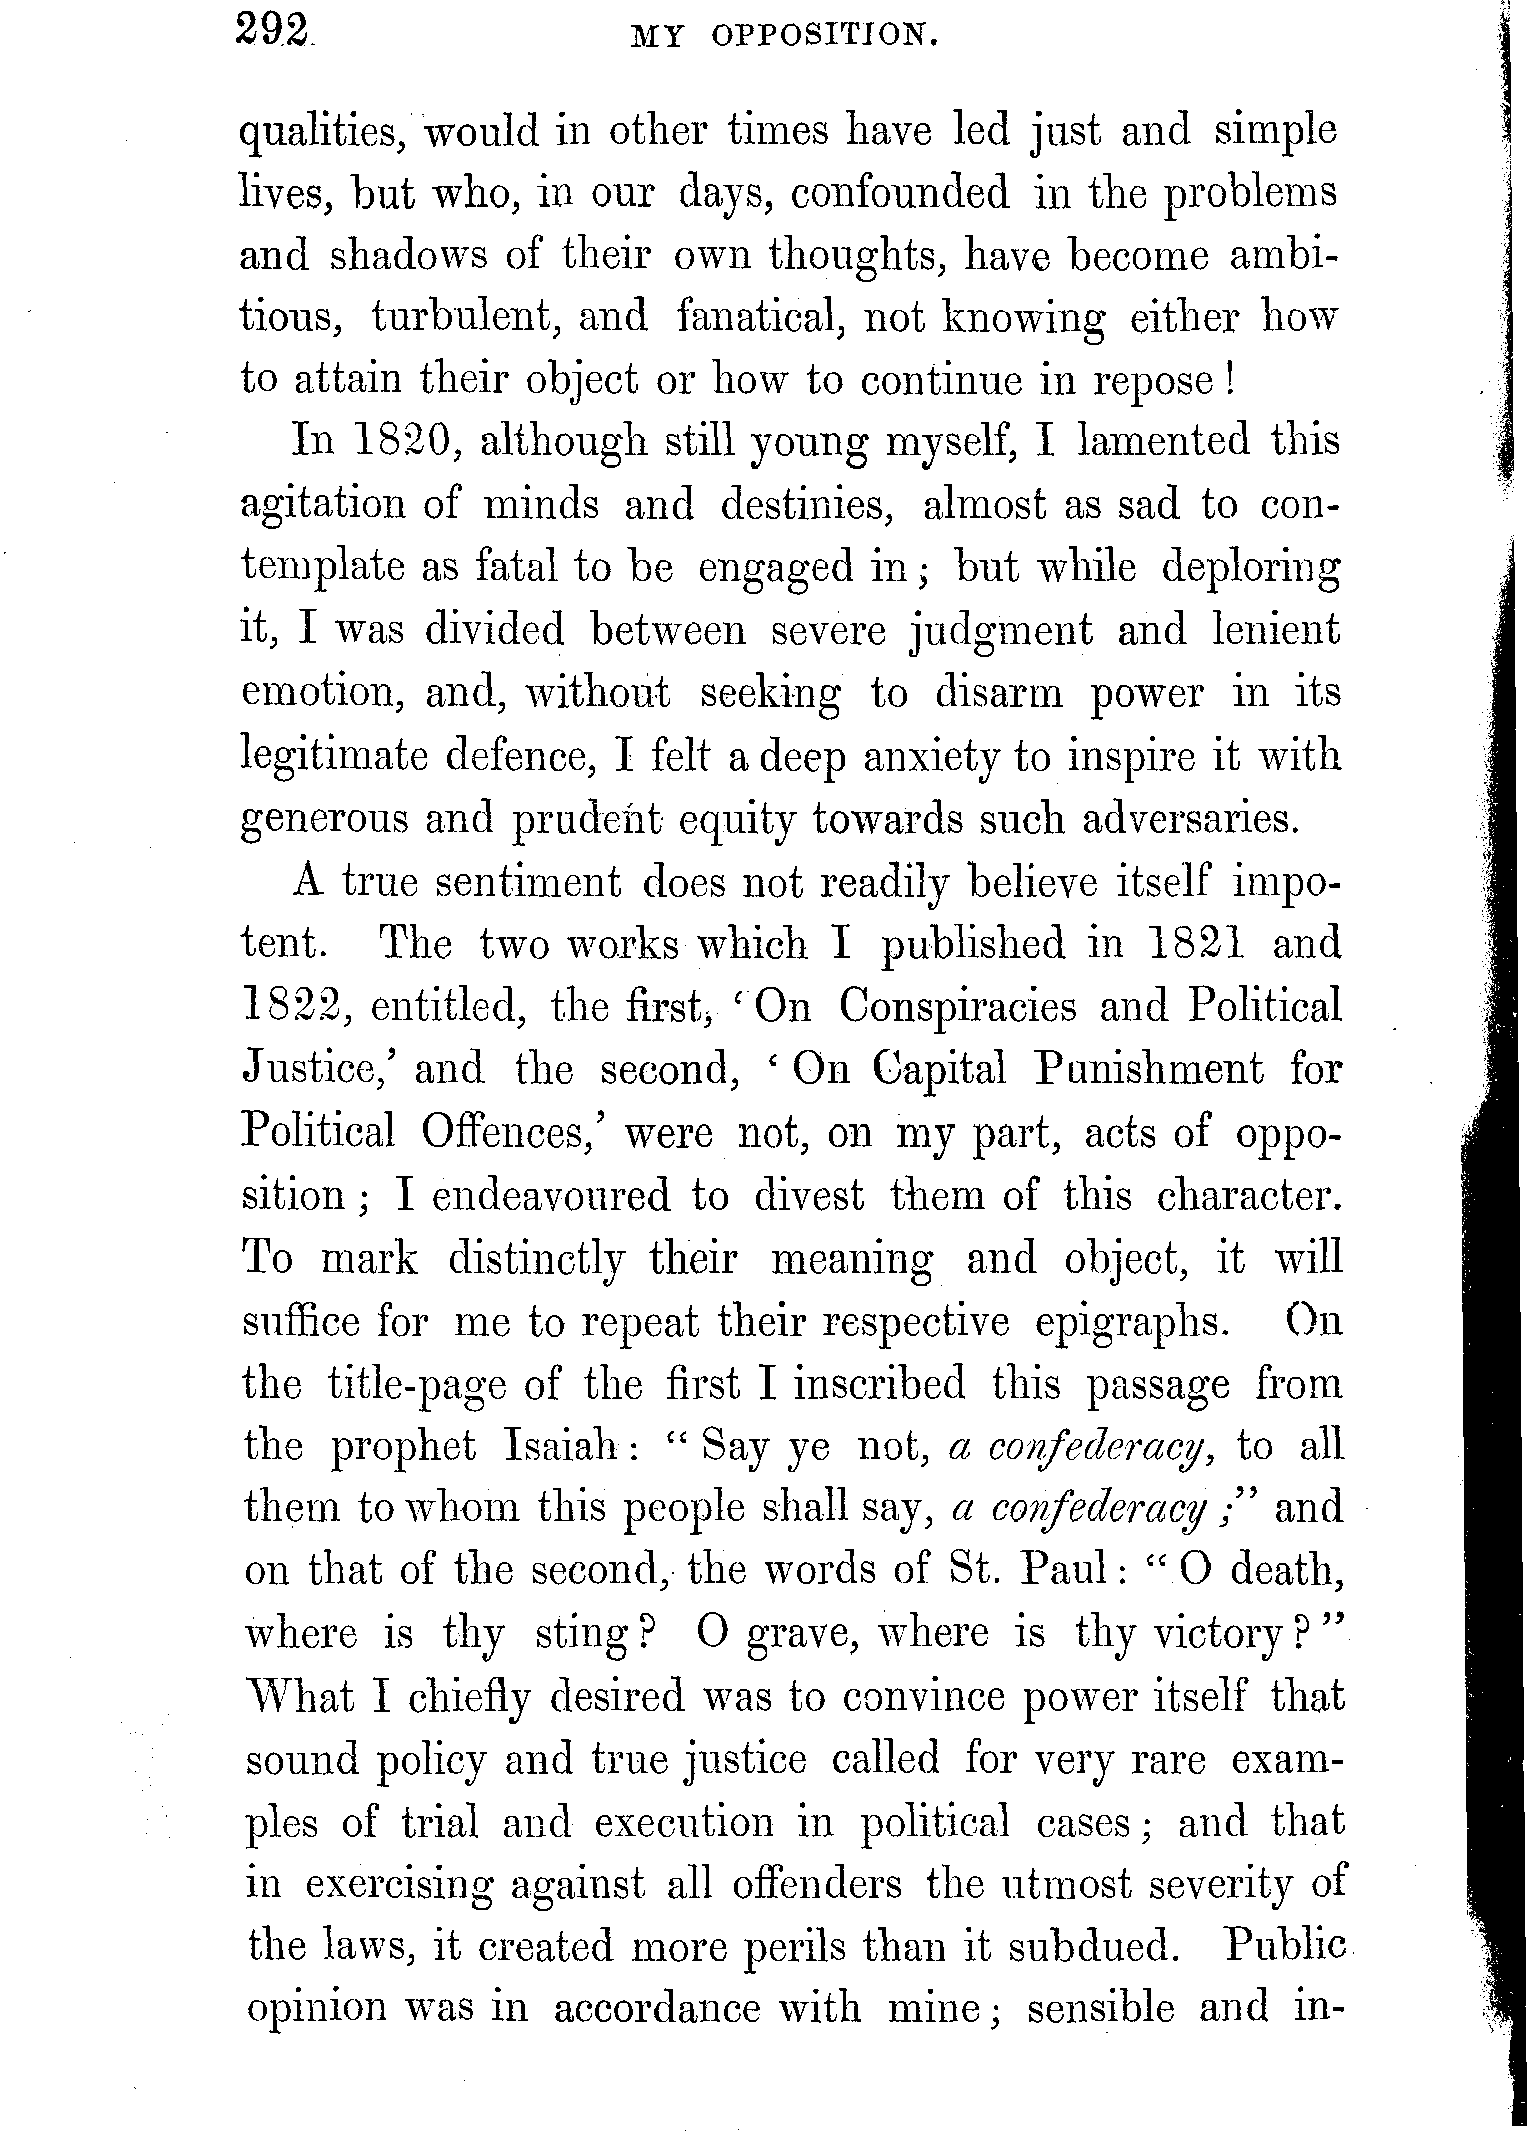 292 MY OPPOSITION.
qualities, would in other times have led just and simple
lives, but who, in our days, confounded in the problems
and shadows of their own thoughts, have become ambi-
tious, turbulent, and fanatical, not knowing either how
to attain their object or how to continue in repose !
In 1820, although still young myself, I lamented this
agitation of minds and destinies, almost as sad to con-
template as fatal to be engaged in ; but while deploring
it, I was divided between severe judgment and lenient
emotion, and, without seeking to disarm power in its
legitimate defence, I felt a deep anxiety to inspire it with
generous and prudent equity towards such adversaries.
A true sentiment does not readily believe itself impo-
tent. The two works which I published in 1821 and
1822, entitled, the first, ‘ On Conspiracies and Political
Justice,’ and the second, ‘ On Capital Punishment for
Political Offences,’ were not, on my part, acts of oppo-
sition ; I endeavoured to divest them of this character.
To mark distinctly their meaning and object, it will
suffice for me to repeat their respective epigraphs. On
the title-page of the first I inscribed this passage from
the prophet Isaiah : “ Say ye not, a confederacy, to all
them to whom this people shall say, a confederacy ;” and
on that of the second, the words of St. Paul : “ O death,
where is thy sting ? O grave, where is thy victory ? ”
What I chiefly desired was to convince power itself that
sound policy and true justice called for very rare exam-
ples of trial and execution in political cases ; and that
in exercising against all offenders the utmost severity of
the laws, it created more perils than it subdued. Public
opinion was in accordance with mine ; sensible and in-